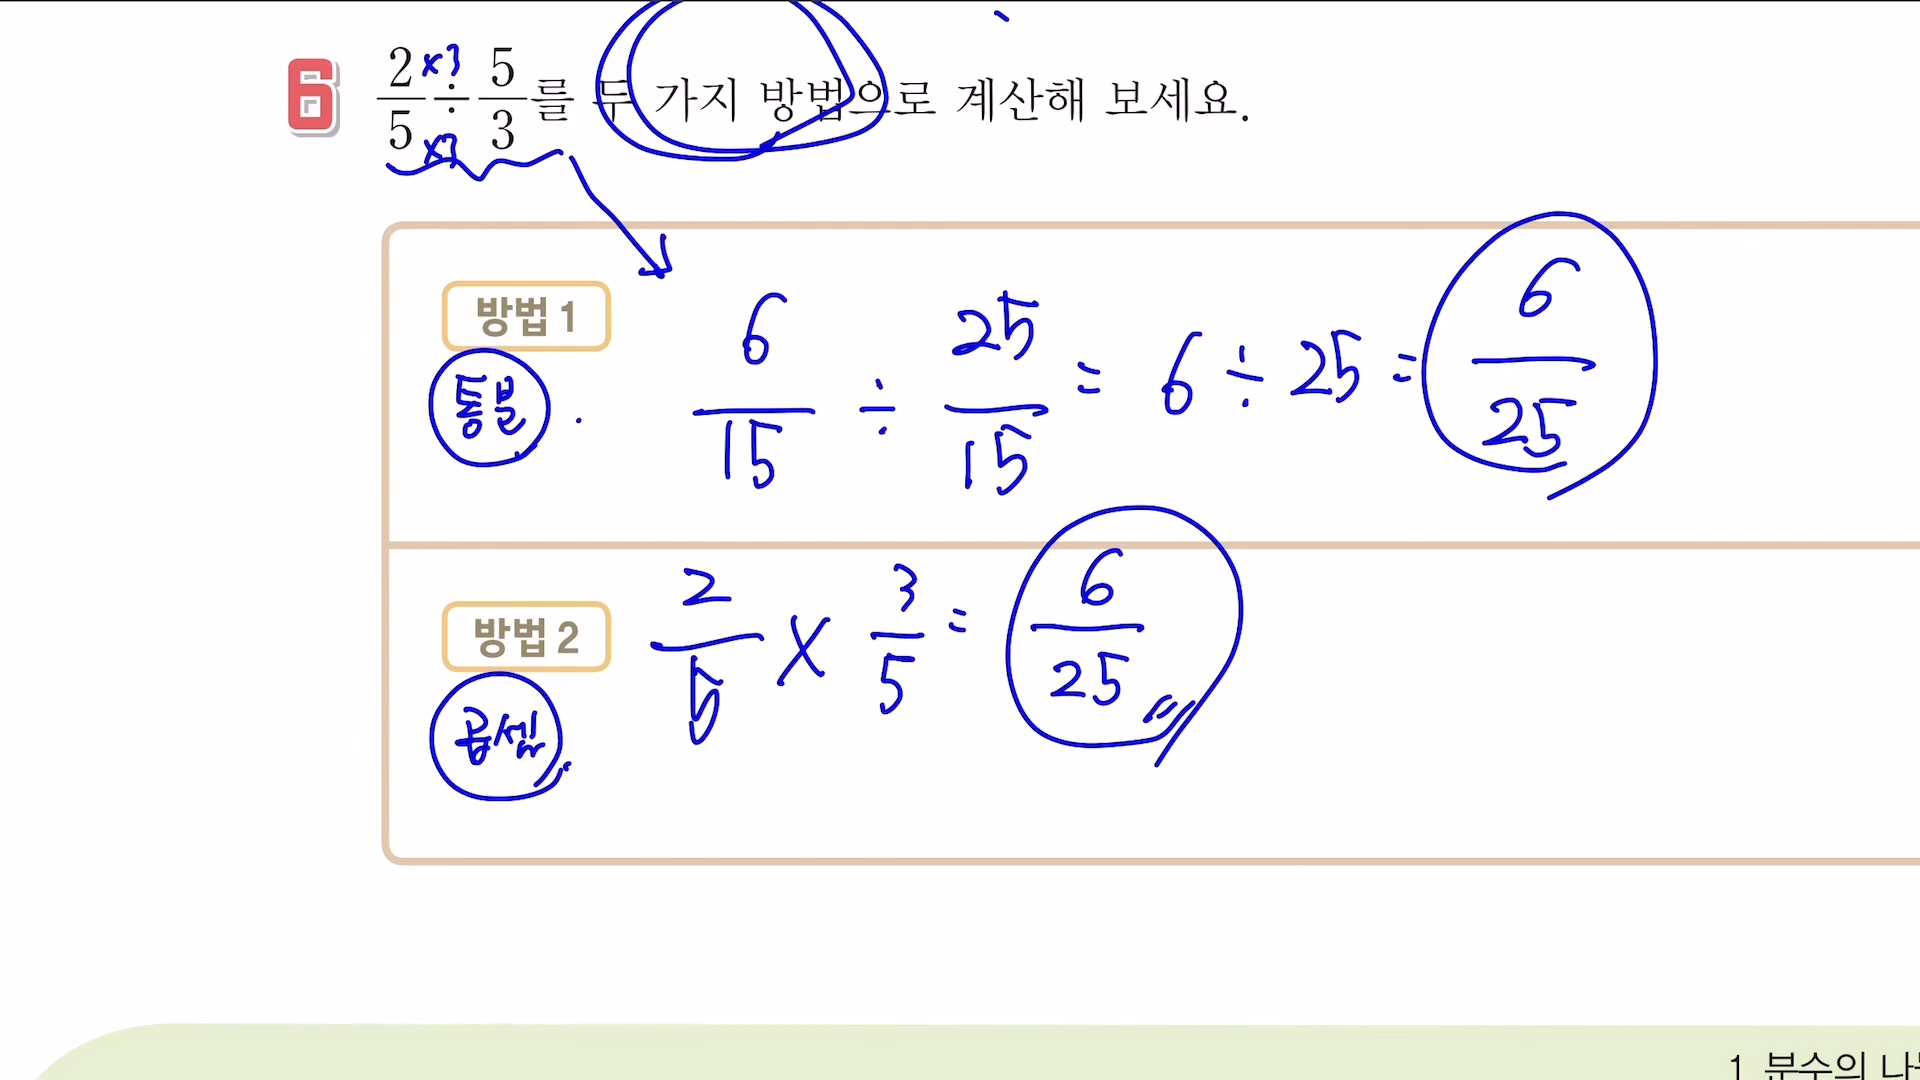 6 2/5 ÷ 5/3 를 두 가지 방법으로 계산해 보세요.
×3
×3
방법 1
통분
6/15 ÷ 25/15 = 6 ÷ 25 = 6/25
방법 2
곱셈
2/5 × 3/5 = 6/25
1. 분수의